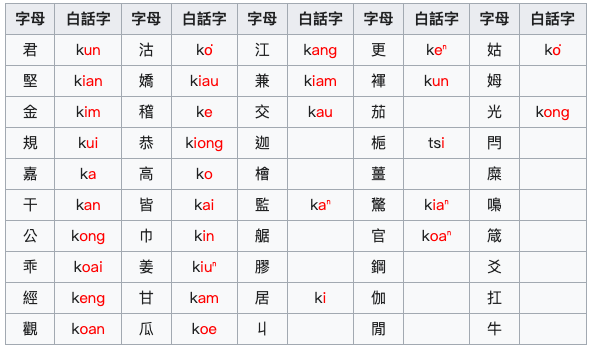 字母 白話字 字母 白話字 字母 白話字 字母 白話字 字母 白話字
君 kun 沽 ko͘ 江 kang 更 keⁿ 姑 ko͘
堅 kian 嬌 kiau 兼 kiam 褌 kun 姆
金 kim 稽 ke 交 kau 茄 光 kong
規 kui 恭 kiong 迦 梔 tsi 閂
嘉 ka 高 ko 檜 薑 糜
干 kan 皆 kai 監 kaⁿ 驚 kiaⁿ 嗚
公 kong 巾 kin 艍 官 koaⁿ 箴
乖 koai 姜 kiuⁿ 膠 鋼 爻
經 keng 甘 kam 居 ki 伽 扛
觀 koan 瓜 koe 丩 閒 牛